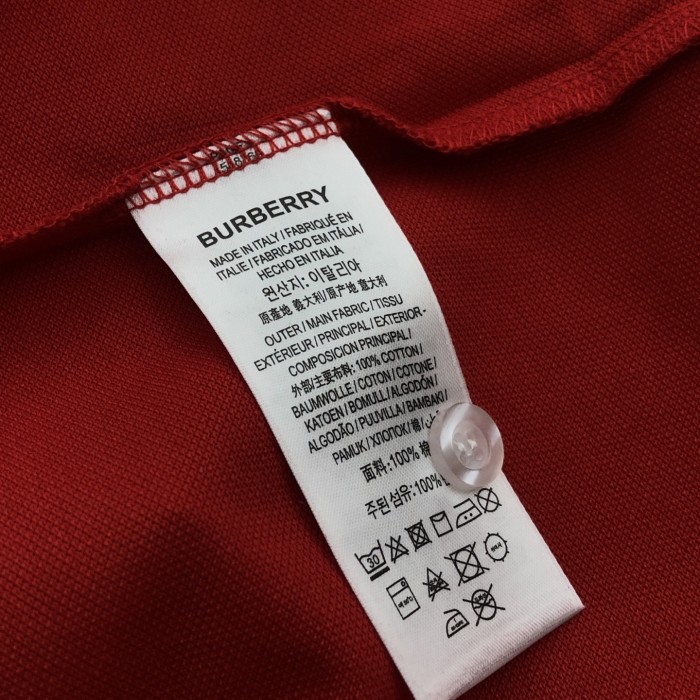 BURBERRY
MADE IN ITALY / FABRIQUÉ EN
ITALIE / FABRICADO EM ITÁLIA /
HECHO EN ITALIA
원산지: 이탈리아
原產地 義大利/原产地 意大利
OUTER / MAIN FABRIC / TISSU
EXTÉRIEUR / PRINCIPAL / EXTERIOR -
COMPOSICION PRINCIPAL /
外部/主要布料: 100% COTTON /
BAUMWOLLE / COTON / COTONE /
KATOEN / BOMULL / ALGODÓN /
ALGODÃO / PUUVILLA / BAMBAKI /
PAMUK / ХЛОПОК / 棉 /
面料: 100% 棉
주된 섬유: 100%
30